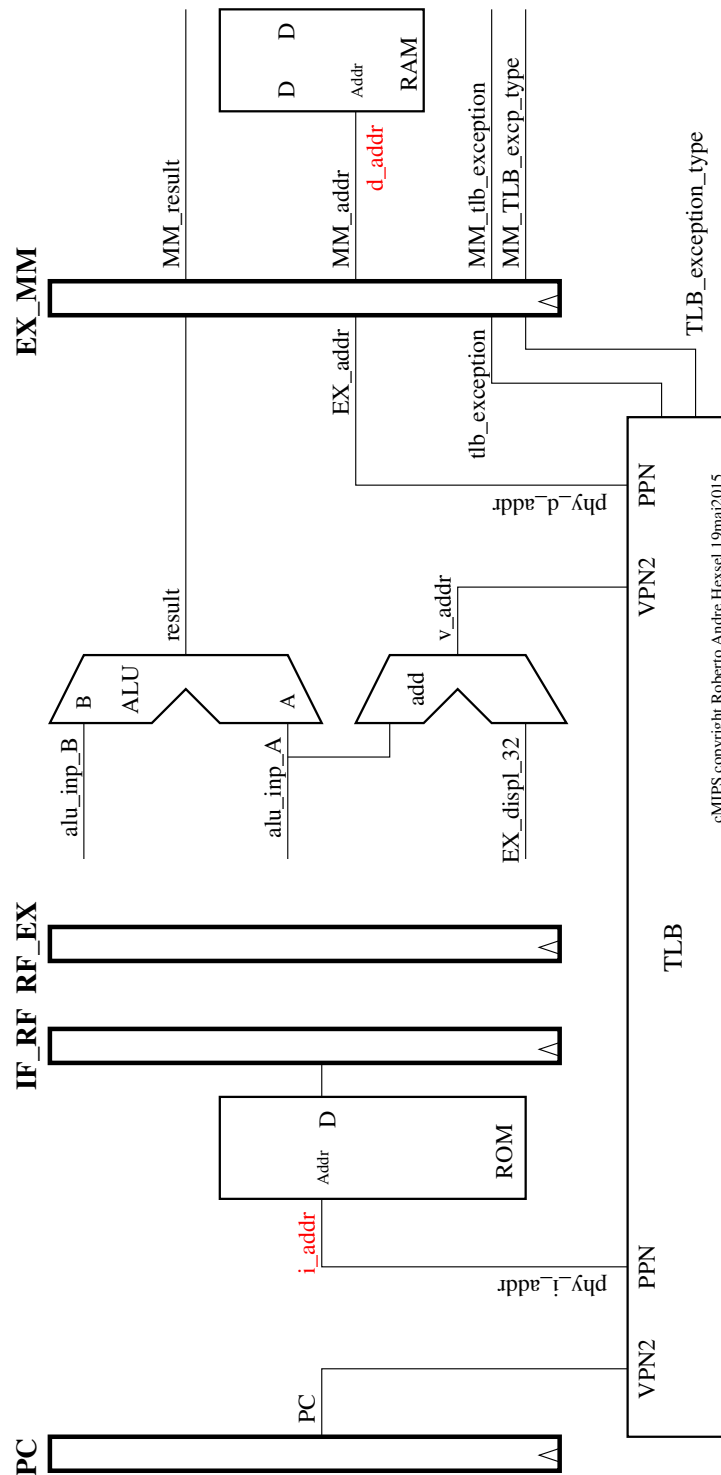 PC
IF_RF
RF_EX
EX_MM
PC
i_addr
phy_i_addr
VPN2
PPN
Addr
D
ROM
TLB
alu_inp_B
alu_inp_A
EX_displ_32
B
ALU
A
add
result
v_addr
VPN2
phy_d_addr
PPN
EX_addr
tlb_exception
TLB_exception_type
MM_result
MM_addr
d_addr
MM_tlb_exception
MM_TLB_excp_type
D D
Addr
RAM
cMIPS copyright Roberto Andre Hexsel 19mai2015